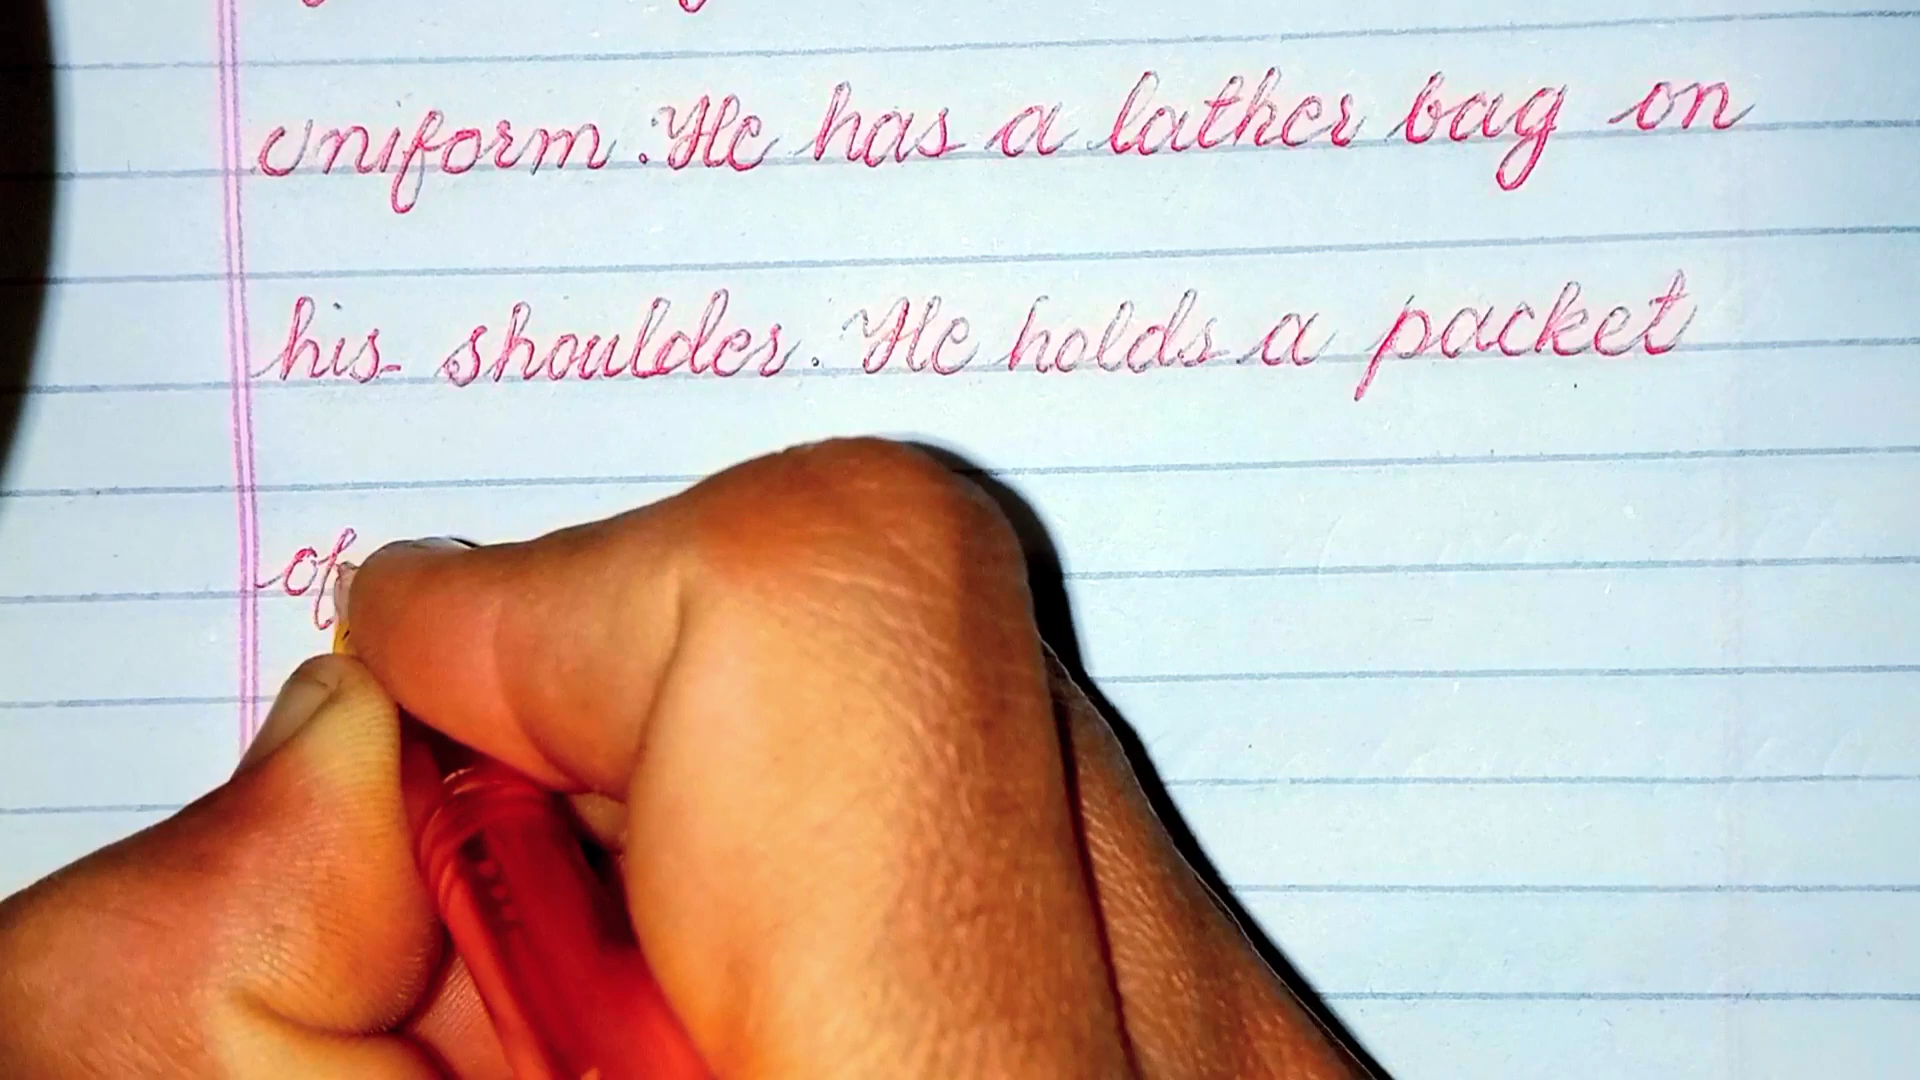 uniform. He has a lather bag on
his shoulder. He holds a packet
of